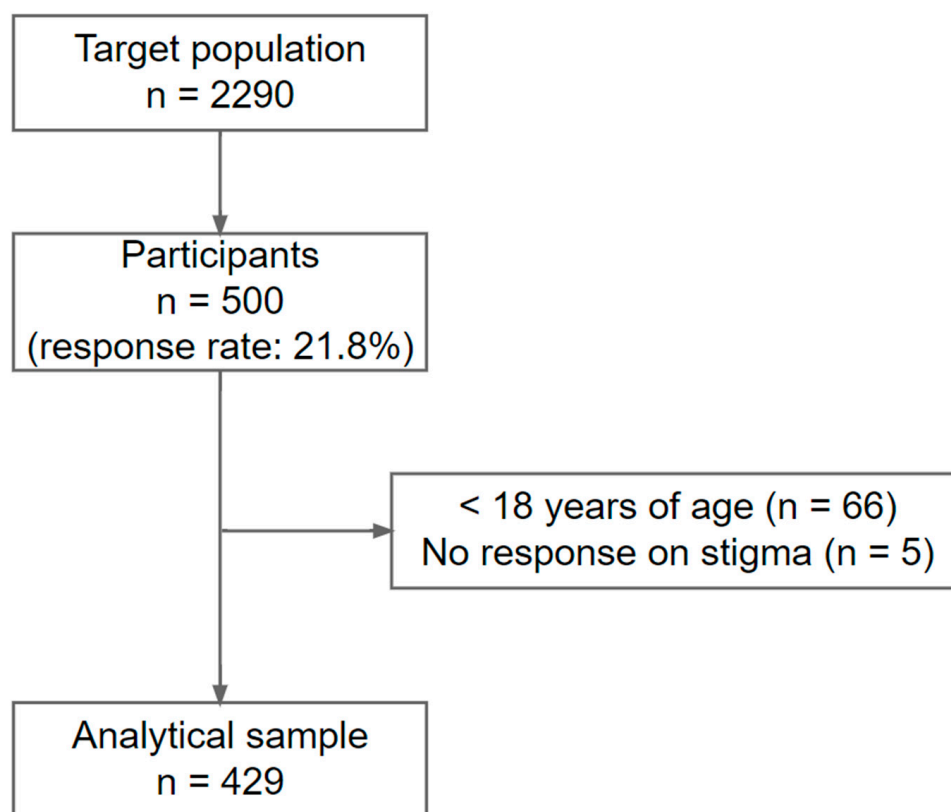 Target population
n = 2290
Participants
n = 500
(response rate: 21.8%)
< 18 years of age (n = 66)
No response on stigma (n = 5)
Analytical sample
n = 429